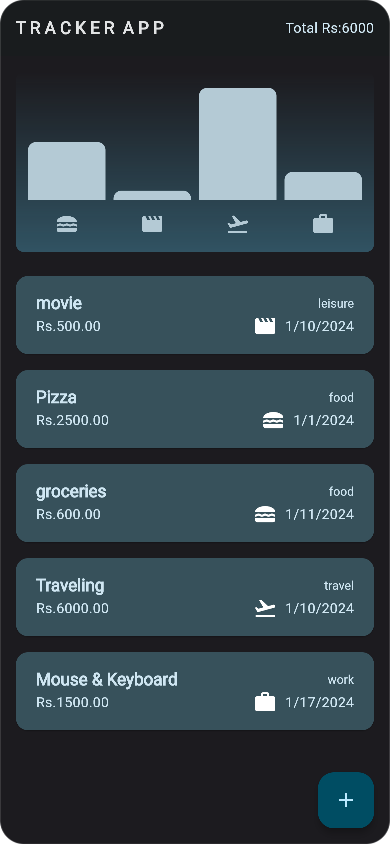 TRACKER APP Total Rs:6000
movie leisure
Rs.500.00 1/10/2024
Pizza food
Rs.2500.00 1/1/2024
groceries food
Rs.600.00 1/11/2024
Traveling travel
Rs.6000.00 1/10/2024
Mouse & Keyboard work
Rs.1500.00 1/17/2024
+